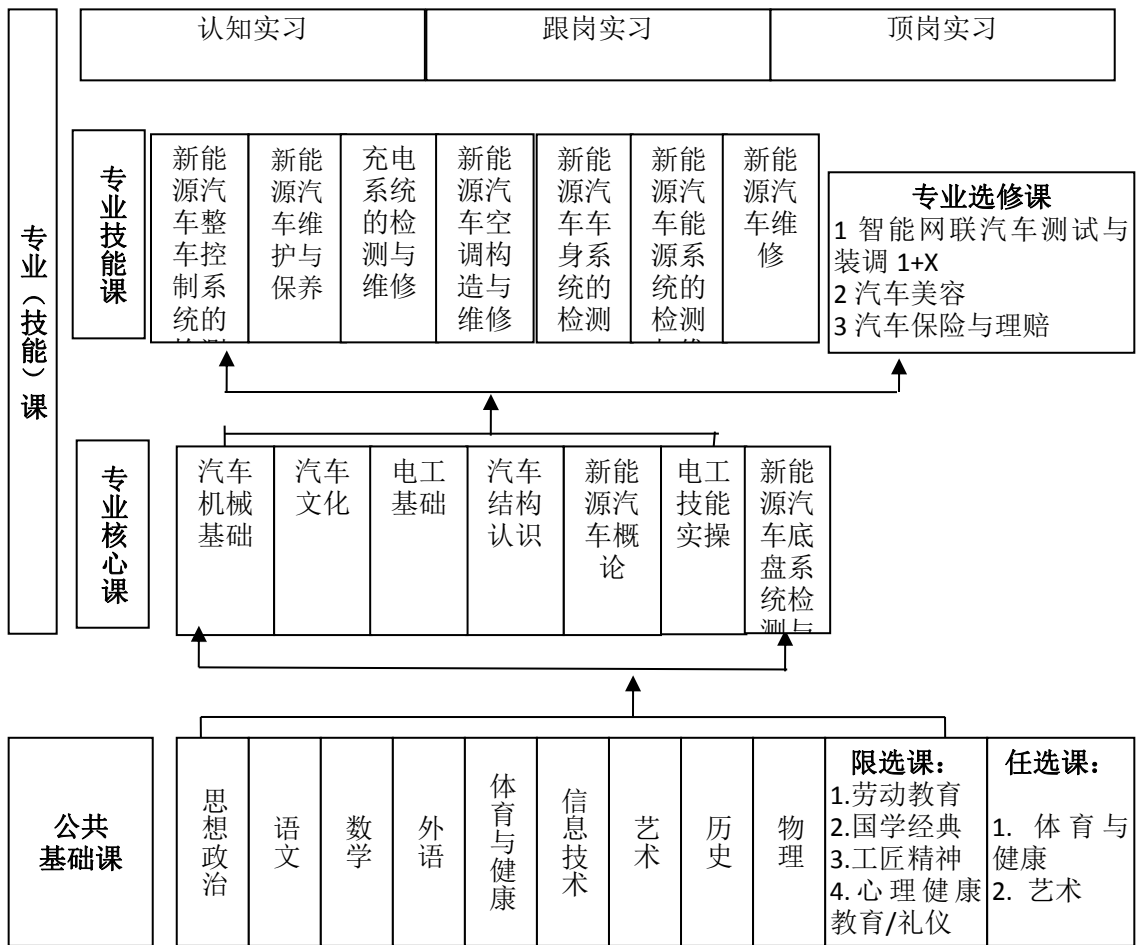 认知实习
跟岗实习
顶岗实习
专业（技能）课
专业技能课
新能
源汽
车整
车控
制系
统的
检测
新能
源汽
车维
护与
保养
充电
系统
的检
测与
维修
新能
源汽
车空
调构
造与
维修
新能
源汽
车车
身系
统的
检测
新能
源汽
车能
源系
统的
检测
与维
新能
源汽
车维
修
专业选修课
1 智能网联汽车测试与
装调 1+X
2 汽车美容
3 汽车保险与理赔
专业核心课
汽车
机械
基础
汽车
文化
电工
基础
汽车
结构
认识
新能
源汽
车概
论
电工
技能
实操
新能
源汽
车底
盘系
统检
测与
公共
基础课
思想政治
语文
数学
外语
体育与健康
信息技术
艺术
历史
物理
限选课：
1.劳动教育
2.国学经典
3.工匠精神
4.心理健康
教育/礼仪
任选课：
1. 体育与
健康
2. 艺术